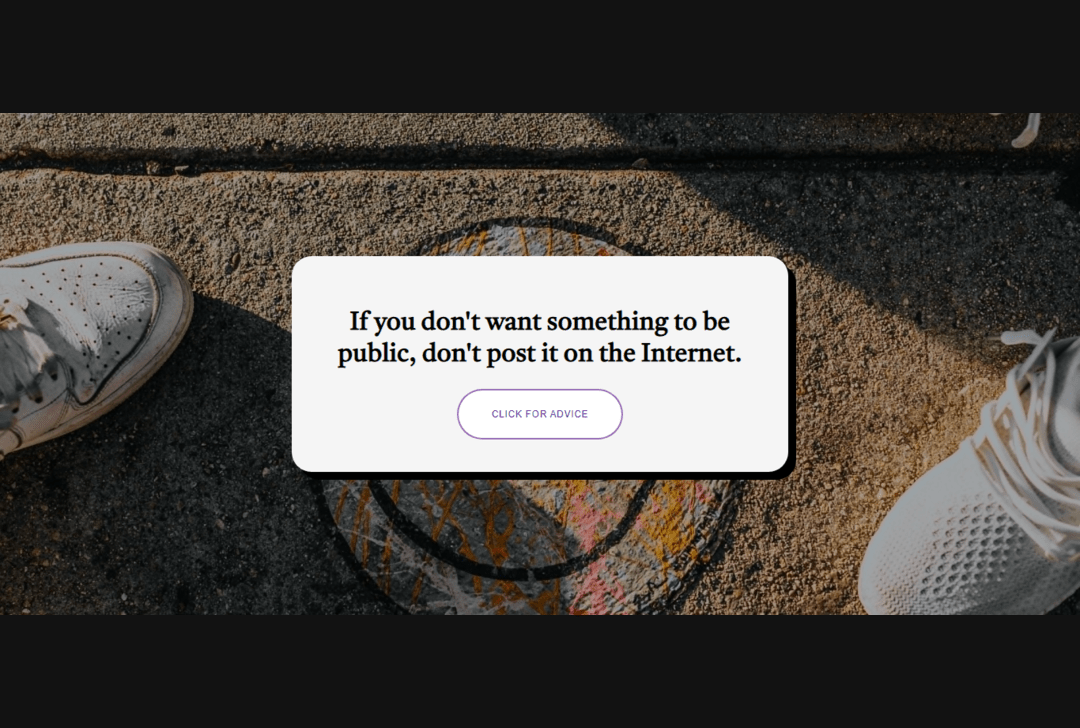 If you don't want something to be
public, don't post it on the Internet.
CLICK FOR ADVICE